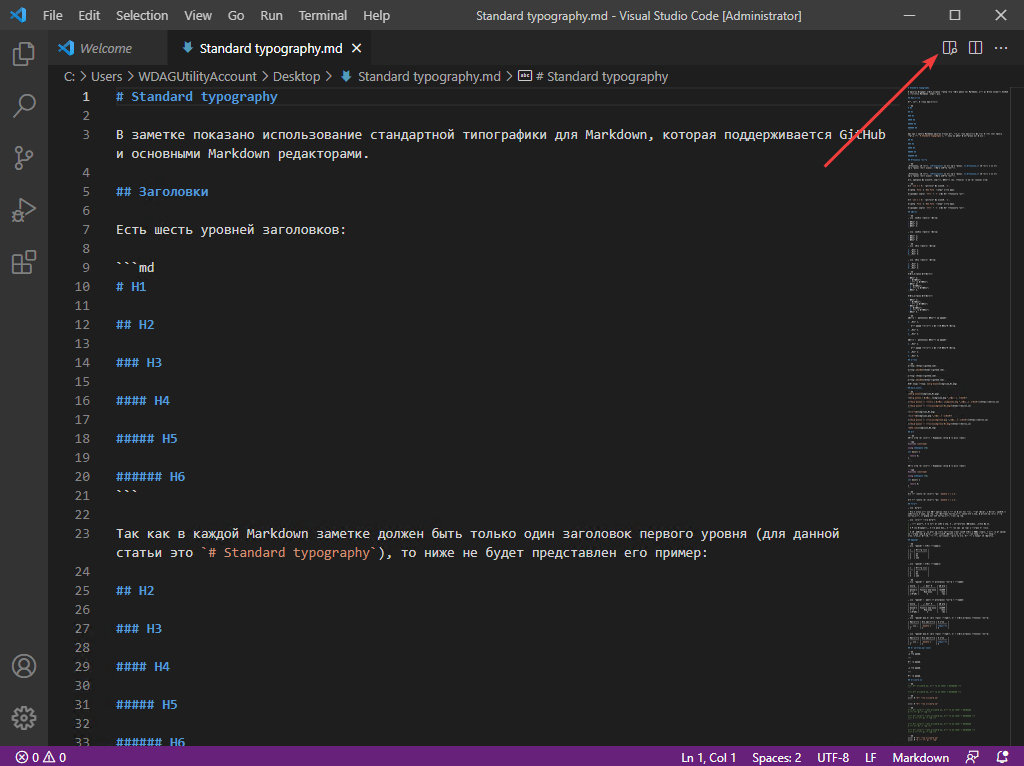 File Edit Selection View Go Run Terminal Help Standard typography.md - Visual Studio Code [Administrator]
Welcome Standard typography.md
C: > Users > WDAGUtilityAccount > Desktop > Standard typography.md > # Standard typography
1 # Standard typography
2
3 В заметке показано использование стандартной типографики для Markdown, которая поддерживается GitHub
и основными Markdown редакторами.
4
5 ## Заголовки
6
7 Есть шесть уровней заголовков:
8
9 ```md
10 # H1
11
12 ## H2
13
14 ### H3
15
16 #### H4
17
18 ##### H5
19
20 ###### H6
21 ```
22
23 Так как в каждой Markdown заметке должен быть только один заголовок первого уровня (для данной
статьи это `# Standard typography`), то ниже не будет представлен его пример:
24
25 ## H2
26
27 ### H3
28
29 #### H4
30
31 ##### H5
32
33 ###### H6
0 0 Ln 1, Col 1 Spaces: 2 UTF-8 LF Markdown